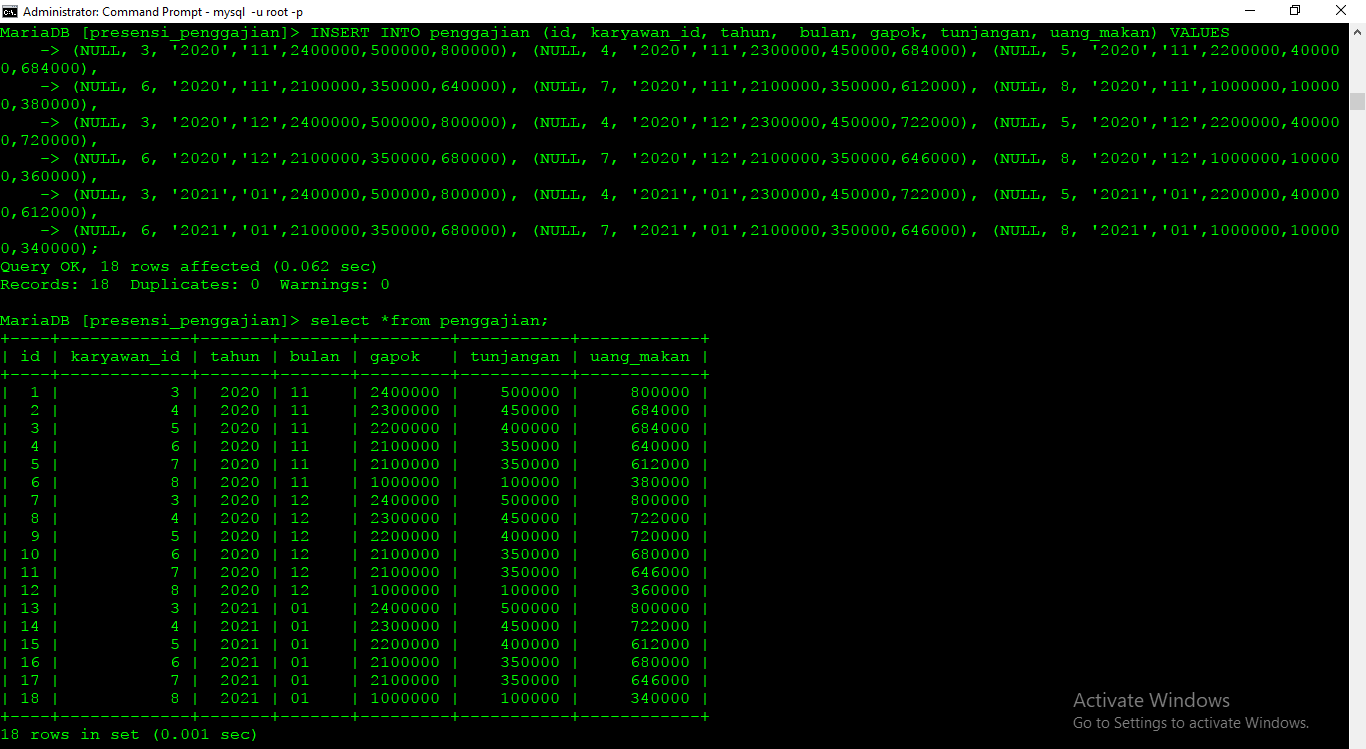 Administrator: Command Prompt - mysql -u root -p
MariaDB [presensi_penggajian]> INSERT INTO penggajian (id, karyawan_id, tahun,  bulan, gapok, tunjangan, uang_makan) VALUES
    -> (NULL, 3, '2020','11',2400000,500000,800000), (NULL, 4, '2020','11',2300000,450000,684000), (NULL, 5, '2020','11',2200000,40000
0,684000),
    -> (NULL, 6, '2020','11',2100000,350000,640000), (NULL, 7, '2020','11',2100000,350000,612000), (NULL, 8, '2020','11',1000000,10000
0,380000),
    -> (NULL, 3, '2020','12',2400000,500000,800000), (NULL, 4, '2020','12',2300000,450000,722000), (NULL, 5, '2020','12',2200000,40000
0,720000),
    -> (NULL, 6, '2020','12',2100000,350000,680000), (NULL, 7, '2020','12',2100000,350000,646000), (NULL, 8, '2020','12',1000000,10000
0,360000),
    -> (NULL, 3, '2021','01',2400000,500000,800000), (NULL, 4, '2021','01',2300000,450000,722000), (NULL, 5, '2021','01',2200000,40000
0,612000),
    -> (NULL, 6, '2021','01',2100000,350000,680000), (NULL, 7, '2021','01',2100000,350000,646000), (NULL, 8, '2021','01',1000000,10000
0,340000);
Query OK, 18 rows affected (0.062 sec)
Records: 18  Duplicates: 0  Warnings: 0
MariaDB [presensi_penggajian]> select *from penggajian;
+----+-------------+-------+-------+---------+-----------+------------+
| id | karyawan_id | tahun | bulan | gapok   | tunjangan | uang_makan |
+----+-------------+-------+-------+---------+-----------+------------+
|  1 |           3 |  2020 | 11    | 2400000 |    500000 |     800000 |
|  2 |           4 |  2020 | 11    | 2300000 |    450000 |     684000 |
|  3 |           5 |  2020 | 11    | 2200000 |    400000 |     684000 |
|  4 |           6 |  2020 | 11    | 2100000 |    350000 |     640000 |
|  5 |           7 |  2020 | 11    | 2100000 |    350000 |     612000 |
|  6 |           8 |  2020 | 11    | 1000000 |    100000 |     380000 |
|  7 |           3 |  2020 | 12    | 2400000 |    500000 |     800000 |
|  8 |           4 |  2020 | 12    | 2300000 |    450000 |     722000 |
|  9 |           5 |  2020 | 12    | 2200000 |    400000 |     720000 |
| 10 |           6 |  2020 | 12    | 2100000 |    350000 |     680000 |
| 11 |           7 |  2020 | 12    | 2100000 |    350000 |     646000 |
| 12 |           8 |  2020 | 12    | 1000000 |    100000 |     360000 |
| 13 |           3 |  2021 | 01    | 2400000 |    500000 |     800000 |
| 14 |           4 |  2021 | 01    | 2300000 |    450000 |     722000 |
| 15 |           5 |  2021 | 01    | 2200000 |    400000 |     612000 |
| 16 |           6 |  2021 | 01    | 2100000 |    350000 |     680000 |
| 17 |           7 |  2021 | 01    | 2100000 |    350000 |     646000 |
| 18 |           8 |  2021 | 01    | 1000000 |    100000 |     340000 |
+----+-------------+-------+-------+---------+-----------+------------+
18 rows in set (0.001 sec)
Activate Windows
Go to Settings to activate Windows.